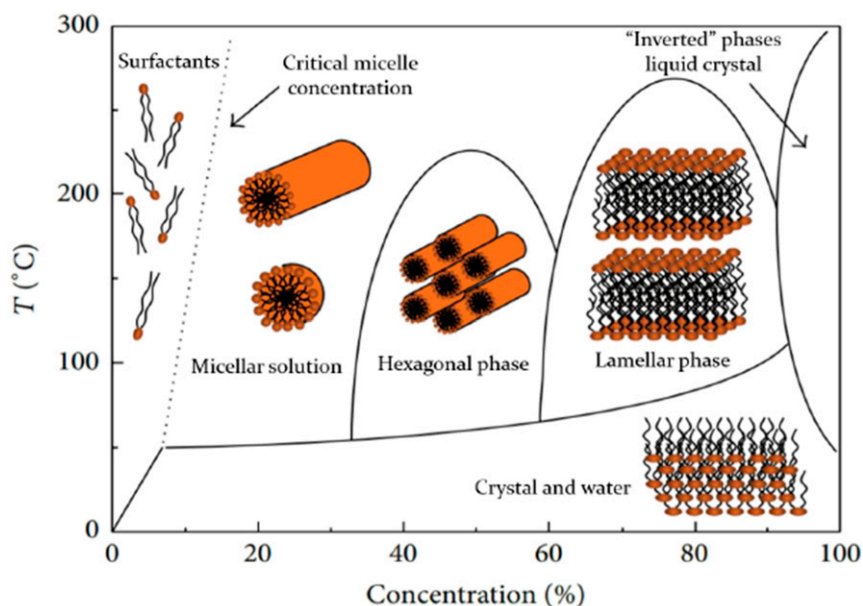 300
Surfactants
Critical micelle
concentration
"Inverted" phases
liquid crystal
200
T (°C)
Micellar solution
Hexagonal phase
Lamellar phase
100
Crystal and water
0
0
20
40
60
80
100
Concentration (%)